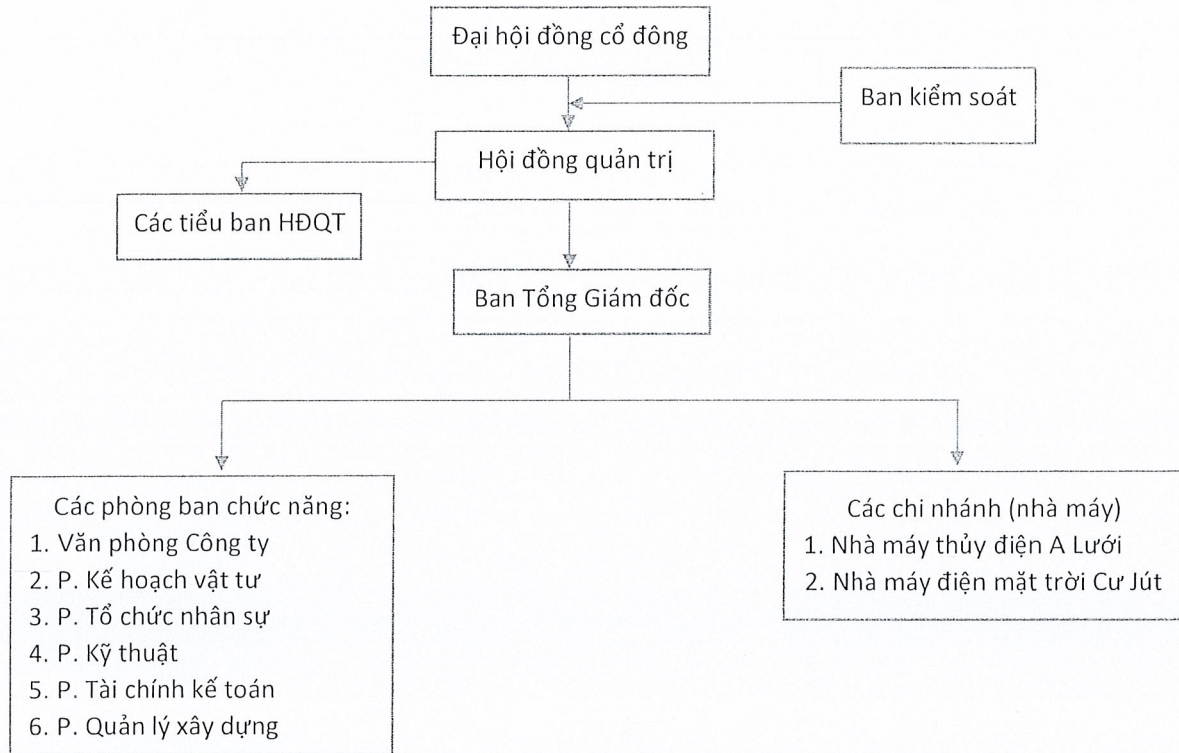 Đại hội đồng cổ đông
Ban kiểm soát
Hội đồng quản trị
Các tiểu ban HĐQT
Ban Tổng Giám đốc
Các phòng ban chức năng:
1. Văn phòng Công ty
2. P. Kế hoạch vật tư
3. P. Tổ chức nhân sự
4. P. Kỹ thuật
5. P. Tài chính kế toán
6. P. Quản lý xây dựng
Các chi nhánh (nhà máy)
1. Nhà máy thủy điện A Lưới
2. Nhà máy điện mặt trời Cư Jút